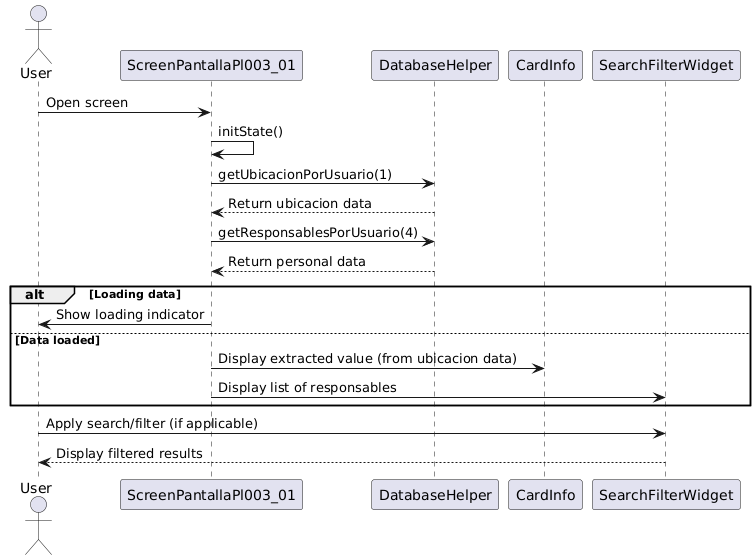 User
ScreenPantallaPl003_01
DatabaseHelper
CardInfo
SearchFilterWidget
Open screen
initState()
getUbicacionPorUsuario(1)
Return ubicacion data
getResponsablesPorUsuario(4)
Return personal data
alt [Loading data]
Show loading indicator
[Data loaded]
Display extracted value (from ubicacion data)
Display list of responsables
Apply search/filter (if applicable)
Display filtered results
User
ScreenPantallaPl003_01
DatabaseHelper
CardInfo
SearchFilterWidget